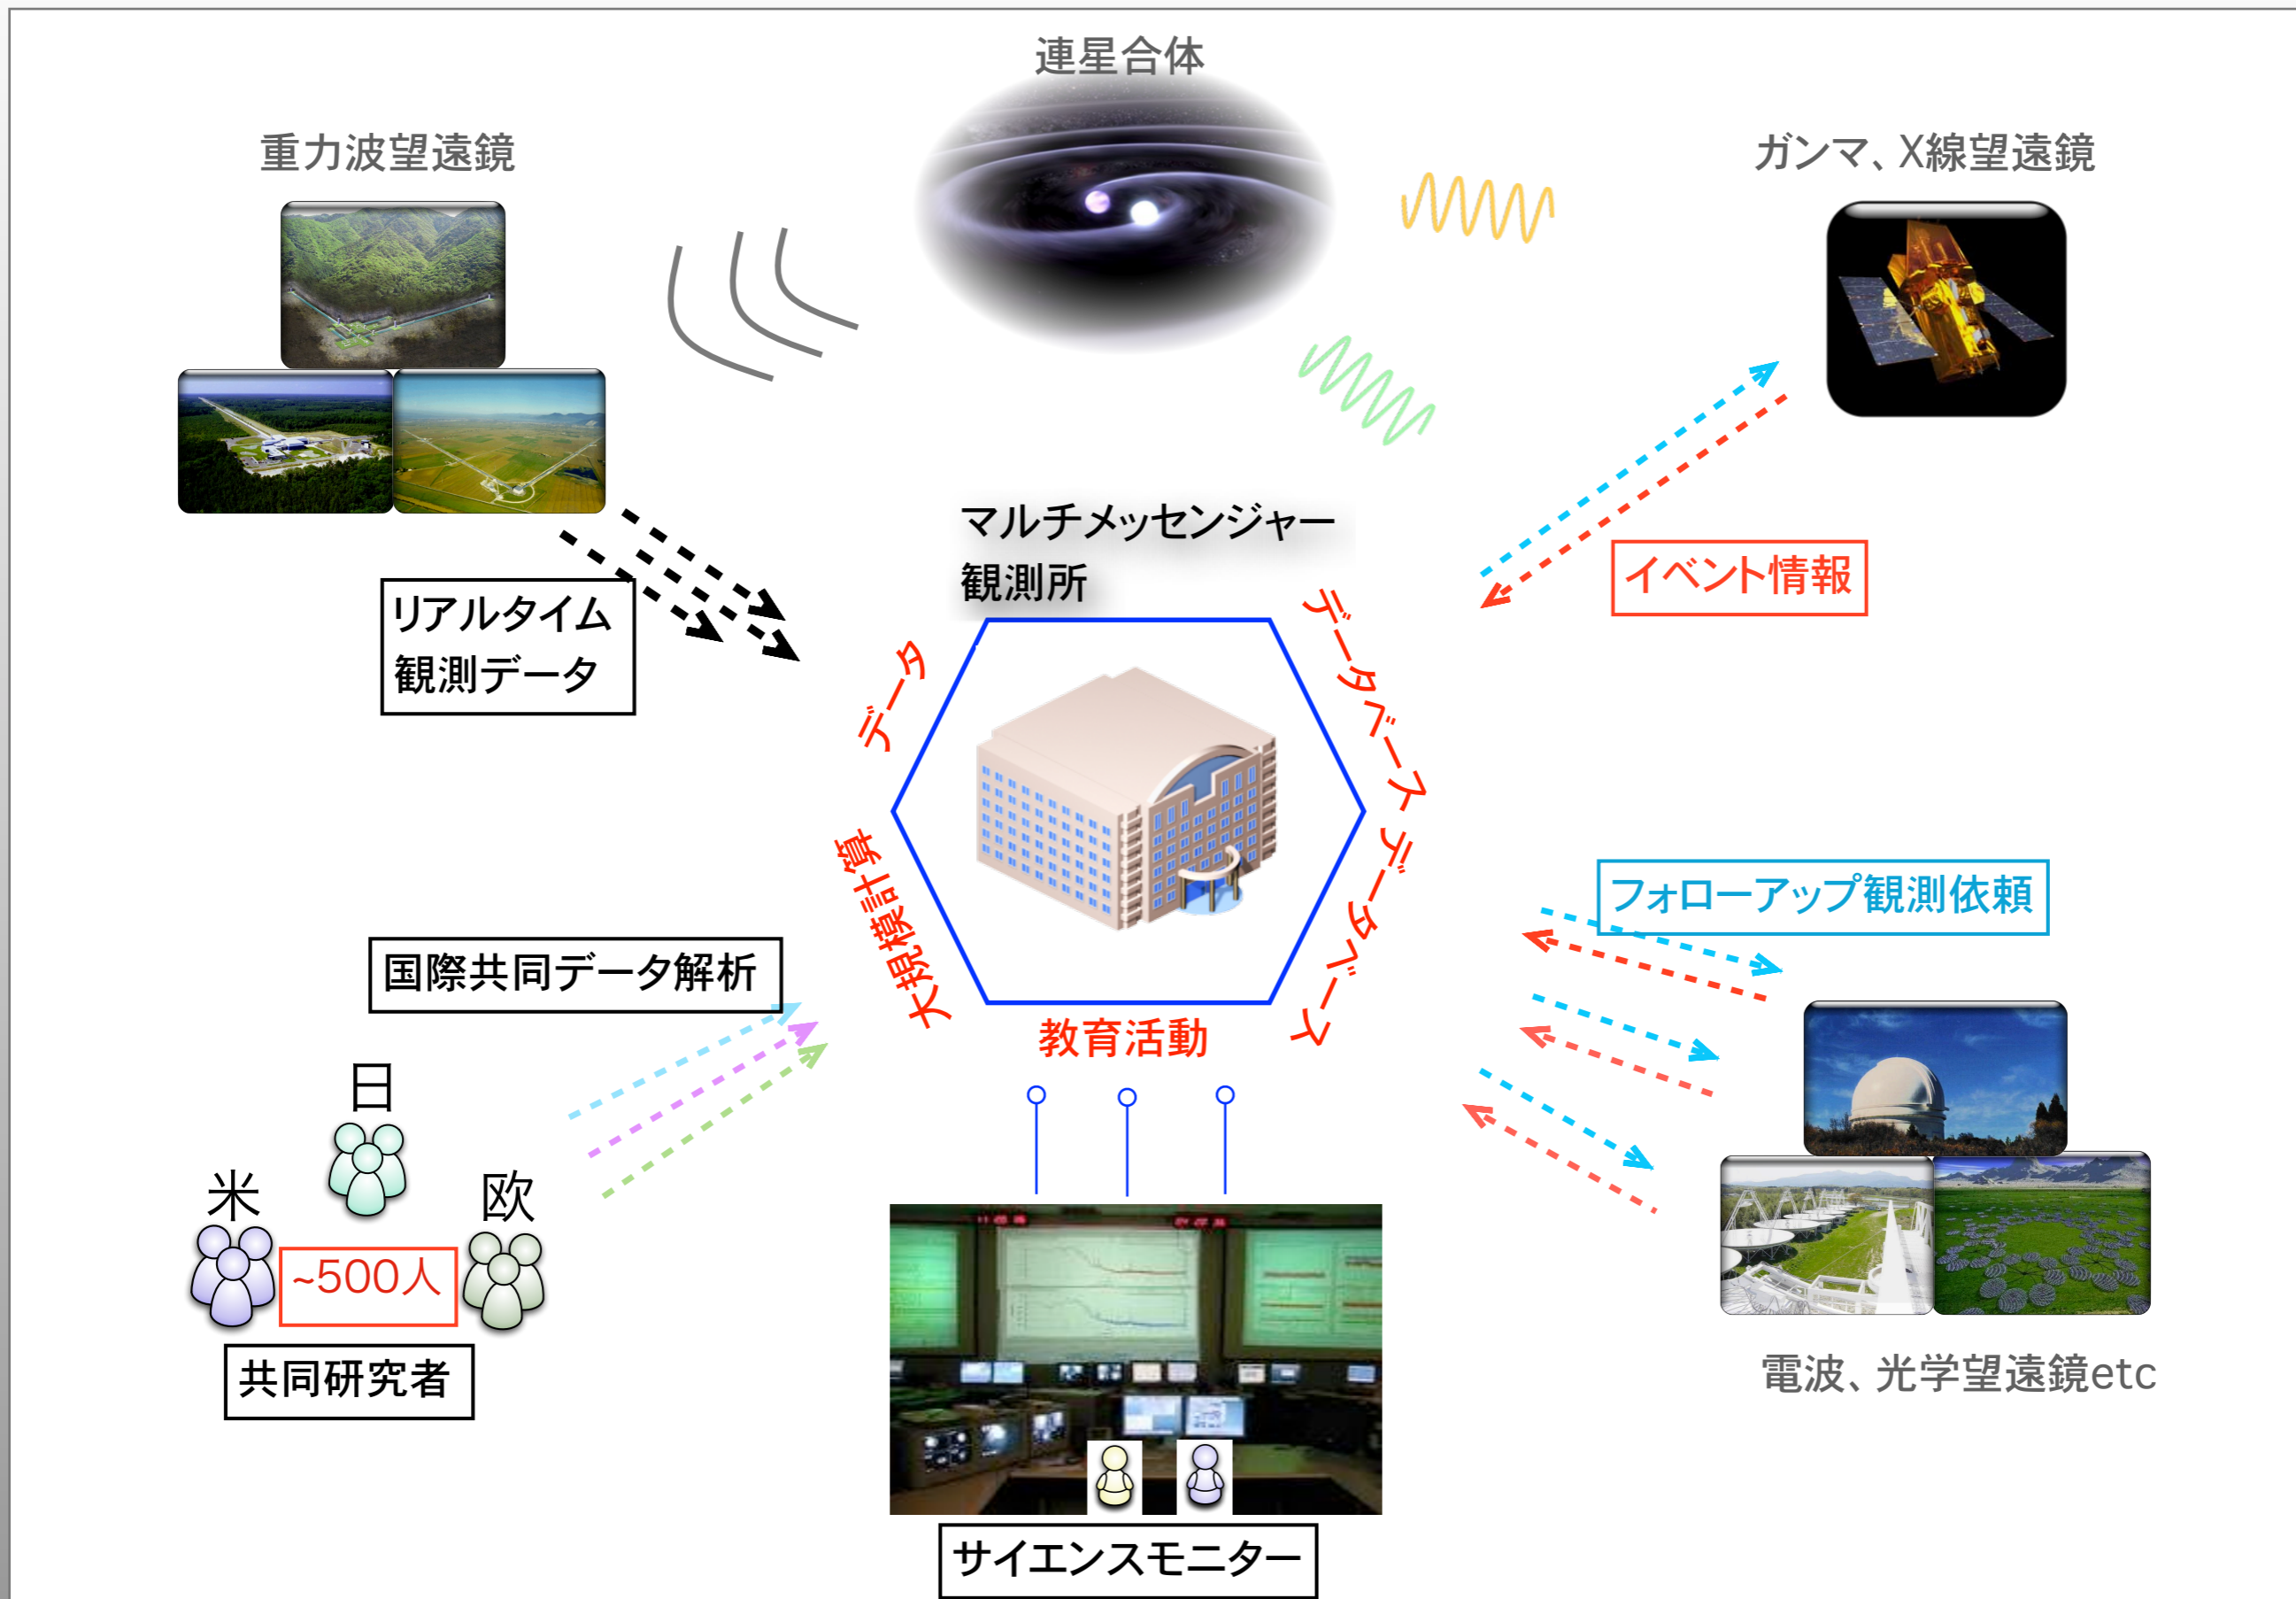 連星合体
重力波望遠鏡
ガンマ、X線望遠鏡
マルチメッセンジャー
観測所
イベント情報
リアルタイム
観測データ
データ
データベース
大規模計算
データベース
教育活動
フォローアップ観測依頼
国際共同データ解析
日
米
欧
~500人
共同研究者
電波、光学望遠鏡etc
サイエンスモニター